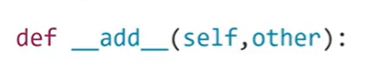 def __add__(self,other):